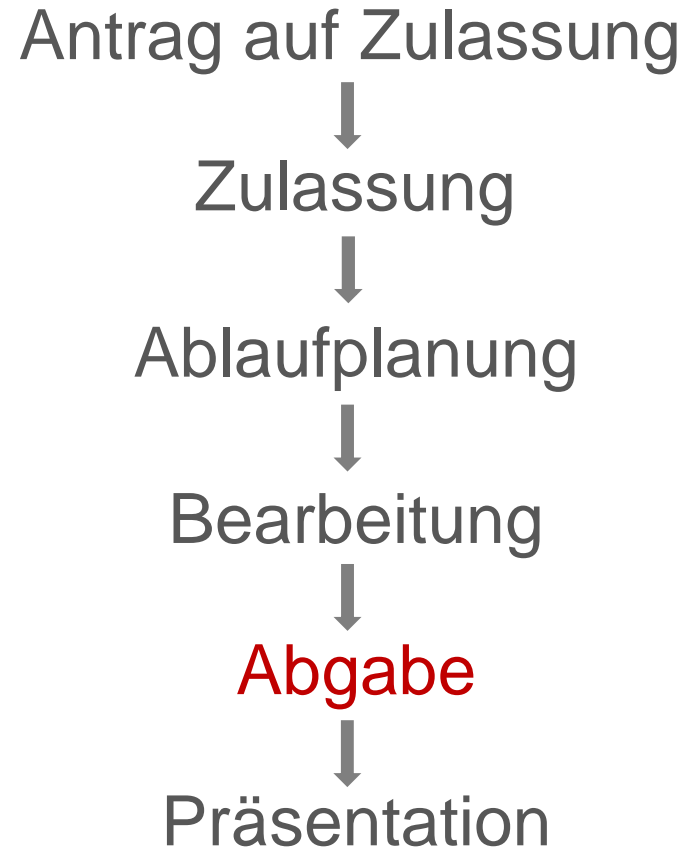 Antrag auf Zulassung
Zulassung
Ablaufplanung
Bearbeitung
Abgabe
Präsentation